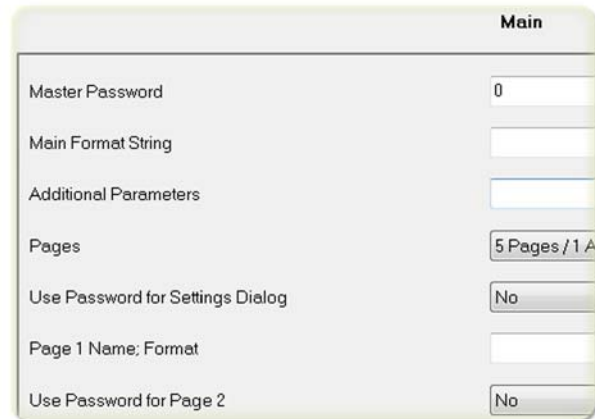 Main
Master Password 0
Main Format String
Additional Parameters
Pages 5 Pages / 1 A
Use Password for Settings Dialog No
Page 1 Name; Format
Use Password for Page 2 No